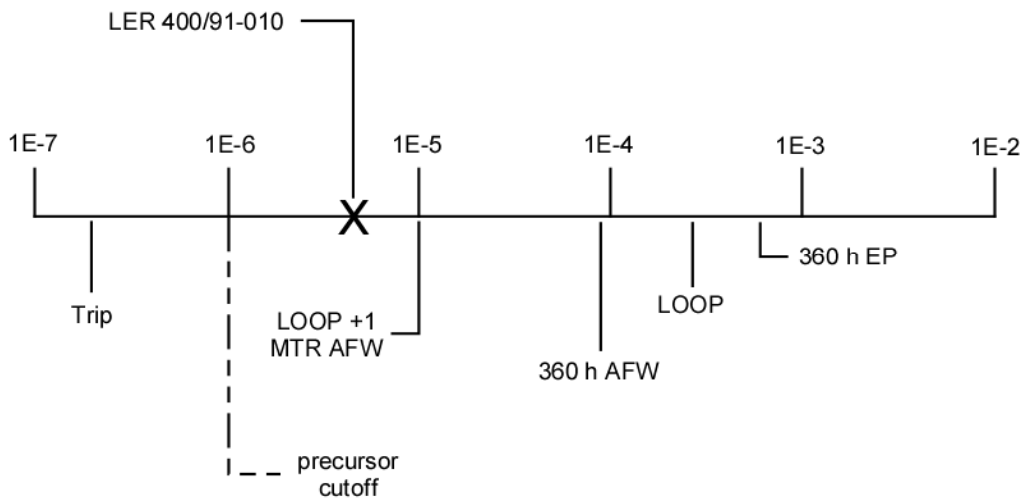 LER 400/91-010
1E-7
1E-6
1E-5
1E-4
1E-3
1E-2
Trip
LOOP +1
MTR AFW
360 h AFW
LOOP
360 h EP
precursor
cutoff